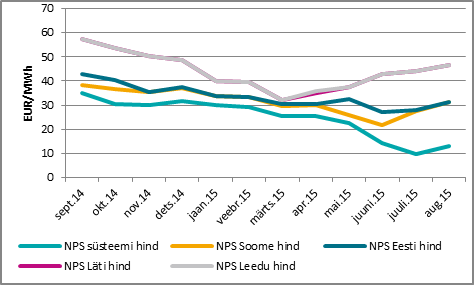 70
60
50
40
30
20
10
0
EUR/MWh
sept.14 okt.14 nov.14 dets.14 jaan.15 veebr.15 märts.15 apr.15 mai.15 juuni.15 juuli.15 aug.15
NPS süsteemi hind NPS Soome hind NPS Eesti hind
NPS Läti hind NPS Leedu hind